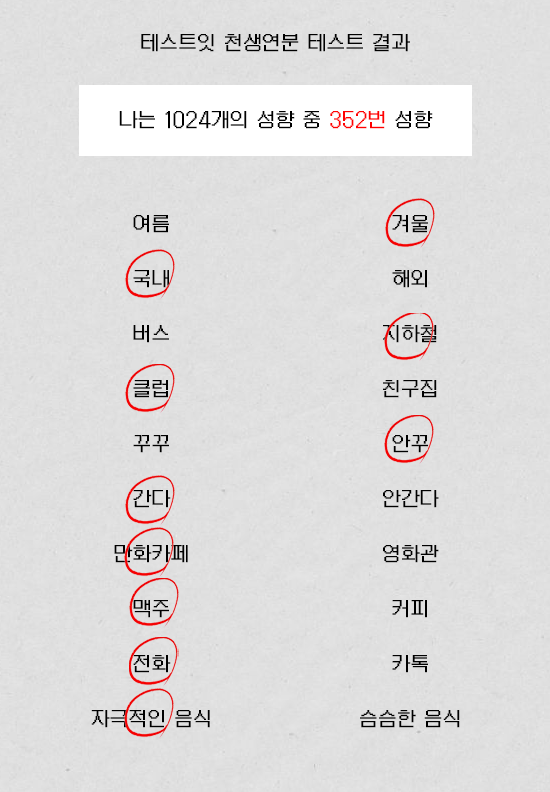 테스트잇 천생연분 테스트 결과
나는 1024개의 성향 중 352번 성향
여름 겨울
국내 해외
버스 지하철
클럽 친구집
꾸꾸 안꾸
간다 안간다
만화카페 영화관
맥주 커피
전화 카톡
자극적인 음식 슴슴한 음식